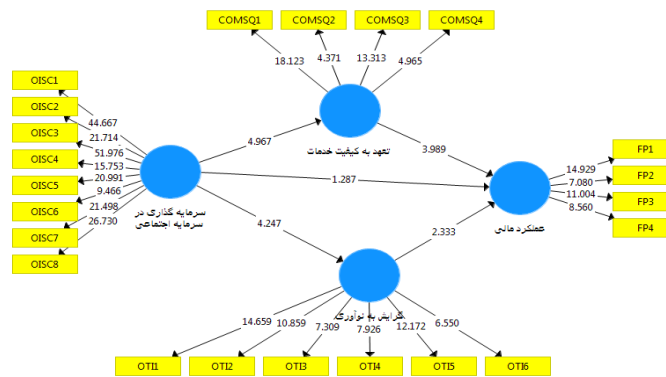 COMSQ1
COMSQ2
COMSQ3
COMSQ4
18.123
4.371
13.313
4.965
OISC1
OISC2
OISC3
OISC4
OISC5
OISC6
OISC7
OISC8
44.667
21.714
51.976
15.753
20.991
9.466
21.498
26.730
سرمایه گذاری در
سرمایه اجتماعی
4.967
تعهد به کیفیت خدمات
3.989
1.287
4.247
2.333
عملکرد مالی
14.929
7.080
11.004
8.560
FP1
FP2
FP3
FP4
گرایش به نوآوری
14.659
10.859
7.309
7.926
12.172
6.550
OTI1
OTI2
OTI3
OTI4
OTI5
OTI6